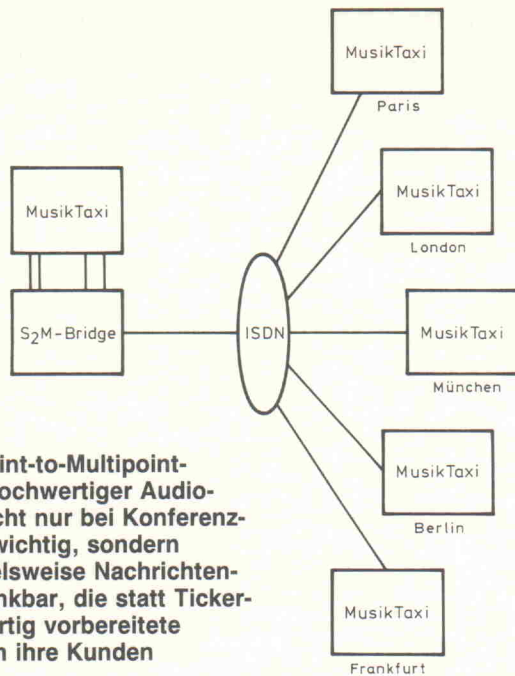 MusikTaxi
Paris
MusikTaxi
London
MusikTaxi
S2M-Bridge
ISDN
MusikTaxi
München
MusikTaxi
Berlin
MusikTaxi
Frankfurt
int-to-Multipoint-
ochwertiger Audio-
cht nur bei Konferenz-
wichtig, sondern
elsweise Nachrichten-
nkbar, die statt Ticker-
rtig vorbereitete
n ihre Kunden